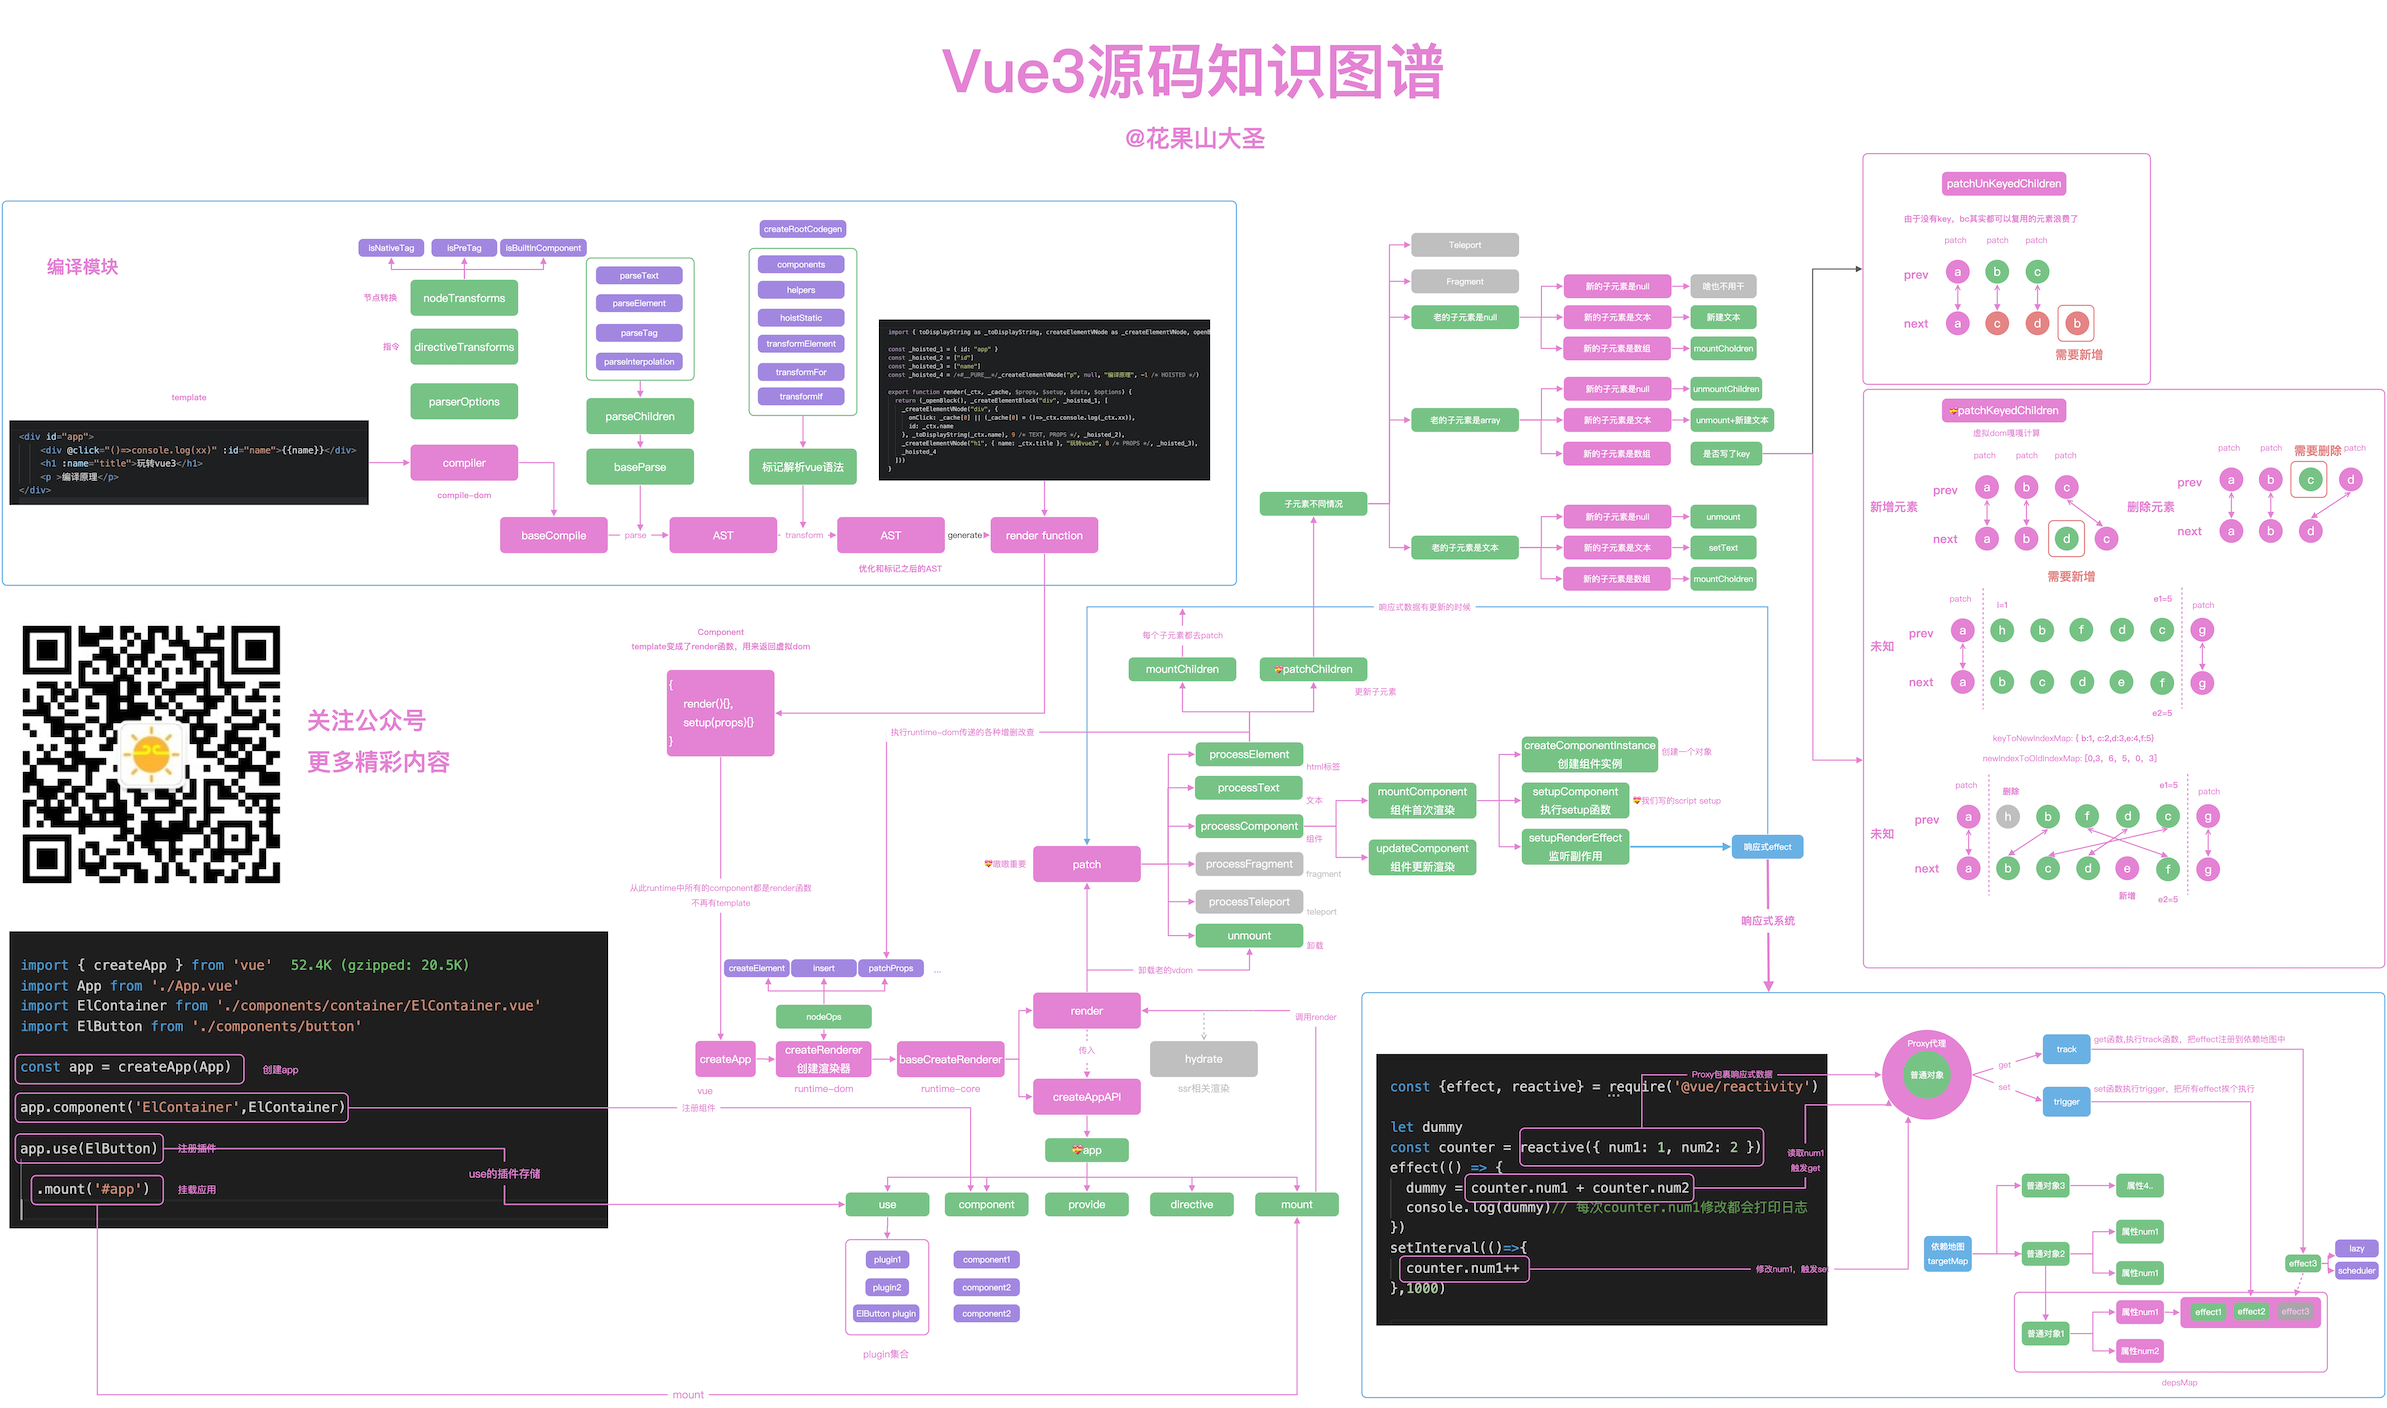 Vue3源码知识图谱
@花果山大圣
编译模块
isNativeTag
isPreTag
isBuiltInComponent
节点转换
nodeTransforms
指令
directiveTransforms
parserOptions
template
<div id="app">
<div @click="()=>console.log(xx)" :id="name">{{name}}</div>
<h1 :name="title">玩转vue3</h1>
<p >编译原理</p>
</div>
compiler
compile-dom
parseText
parseElement
parseTag
parseInterpolation
parseChildren
baseParse
createRootCodegen
components
helpers
hoistStatic
transformElement
transformFor
transformIf
标记解析vue语法
import { toDisplayString as _toDisplayString, createElementVNode as _createElementVNode, openB
const _hoisted_1 = { id: "app" }
const _hoisted_2 = ["id"]
const _hoisted_3 = ["name"]
const _hoisted_4 = /*#__PURE__*/_createElementVNode("p", null, "编译原理", -1 /* HOISTED */)
export function render(_ctx, _cache, $props, $setup, $data, $options) {
return (_openBlock(), _createElementBlock("div", _hoisted_1, [
_createElementVNode("div", {
onClick: _cache[0] || (_cache[0] = ()=>_ctx.console.log(_ctx.xx)),
id: _ctx.name
}, _toDisplayString(_ctx.name), 9 /* TEXT, PROPS */, _hoisted_2),
_createElementVNode("h1", { name: _ctx.title }, "玩转vue3", 8 /* PROPS */, _hoisted_3),
_hoisted_4
]))
}
baseCompile
parse
AST
transform
AST
generate
render function
优化和标记之后的AST
关注公众号
更多精彩内容
Component
template变成了render函数，用来返回虚拟dom
{
render(){},
setup(props){}
}
从此runtime中所有的component都是render函数
不再有template
import { createApp } from 'vue' 52.4K (gzipped: 20.5K)
import App from './App.vue'
import ElContainer from './components/container/ElContainer.vue'
import ElButton from './components/button'
const app = createApp(App)
创建app
app.component('ElContainer',ElContainer)
注册组件
app.use(ElButton)
注册插件
use的插件存储
.mount('#app')
挂载应用
mount
createElement
insert
patchProps
...
nodeOps
createApp
vue
createRenderer
创建渲染器
runtime-dom
baseCreateRenderer
runtime-core
render
传入
createAppAPI
调用render
hydrate
ssr相关渲染
💝app
use
component
provide
directive
mount
plugin1
plugin2
ElButton plugin
plugin集合
component1
component2
component2
💝嗷嗷重要
patch
卸载老的vdom
执行runtime-dom传递的各种增删改查
每个子元素都去patch
mountChildren
💝patchChildren
更新子元素
响应式数据有更新的时候
processElement
html标签
processText
文本
processComponent
组件
processFragment
fragment
processTeleport
teleport
unmount
卸载
mountComponent
组件首次渲染
updateComponent
组件更新渲染
createComponentInstance
创建组件实例
创建一个对象
setupComponent
执行setup函数
💝我们写的script setup
setupRenderEffect
监听副作用
响应式effect
响应式系统
子元素不同情况
Teleport
Fragment
老的子元素是null
新的子元素是null
啥也不用干
新的子元素是文本
新建文本
新的子元素是数组
mountCholdren
老的子元素是array
新的子元素是null
unmountChildren
新的子元素是文本
unmount+新建文本
新的子元素是数组
是否写了key
老的子元素是文本
新的子元素是null
unmount
新的子元素是文本
setText
新的子元素是数组
mountCholdren
patchUnKeyedChildren
由于没有key，bc其实都可以复用的元素浪费了
patch patch patch
prev a b c
next a c d b
需要新增
💝patchKeyedChildren
虚拟dom嘎嘎计算
patch patch patch
新增元素
prev a b c
next a b d c
需要新增
需要删除
patch patch patch
删除元素
prev a b c d
next a b d
patch i=1 e1=5 patch
未知
prev a h b f d c g
next a b c d e f g
e2=5
keyToNewIndexMap: { b:1, c:2,d:3,e:4,f:5}
newIndexToOldIndexMap: [0,3, 6, 5, 0, 3]
patch 删除 e1=5 patch
未知
prev a h b f d c g
next a b c d e f g
新增 e2=5
const {effect, reactive} = require('@vue/reactivity')
let dummy
const counter = reactive({ num1: 1, num2: 2 })
effect(() => {
dummy = counter.num1 + counter.num2
console.log(dummy)// 每次counter.num1修改都会打印日志
})
setInterval(()=>{
counter.num1++
},1000)
Proxy包裹响应式数据
读取num1
触发get
修改num1，触发set
Proxy代理
普通对象
get
set
track
get函数,执行track函数，把effect注册到依赖地图中
trigger
set函数执行trigger，把所有effect挨个执行
依赖地图
targetMap
普通对象3
属性4..
普通对象2
属性num1
属性num1
普通对象1
属性num1
属性num2
effect1
effect2
effect3
effect3
lazy
scheduler
depsMap